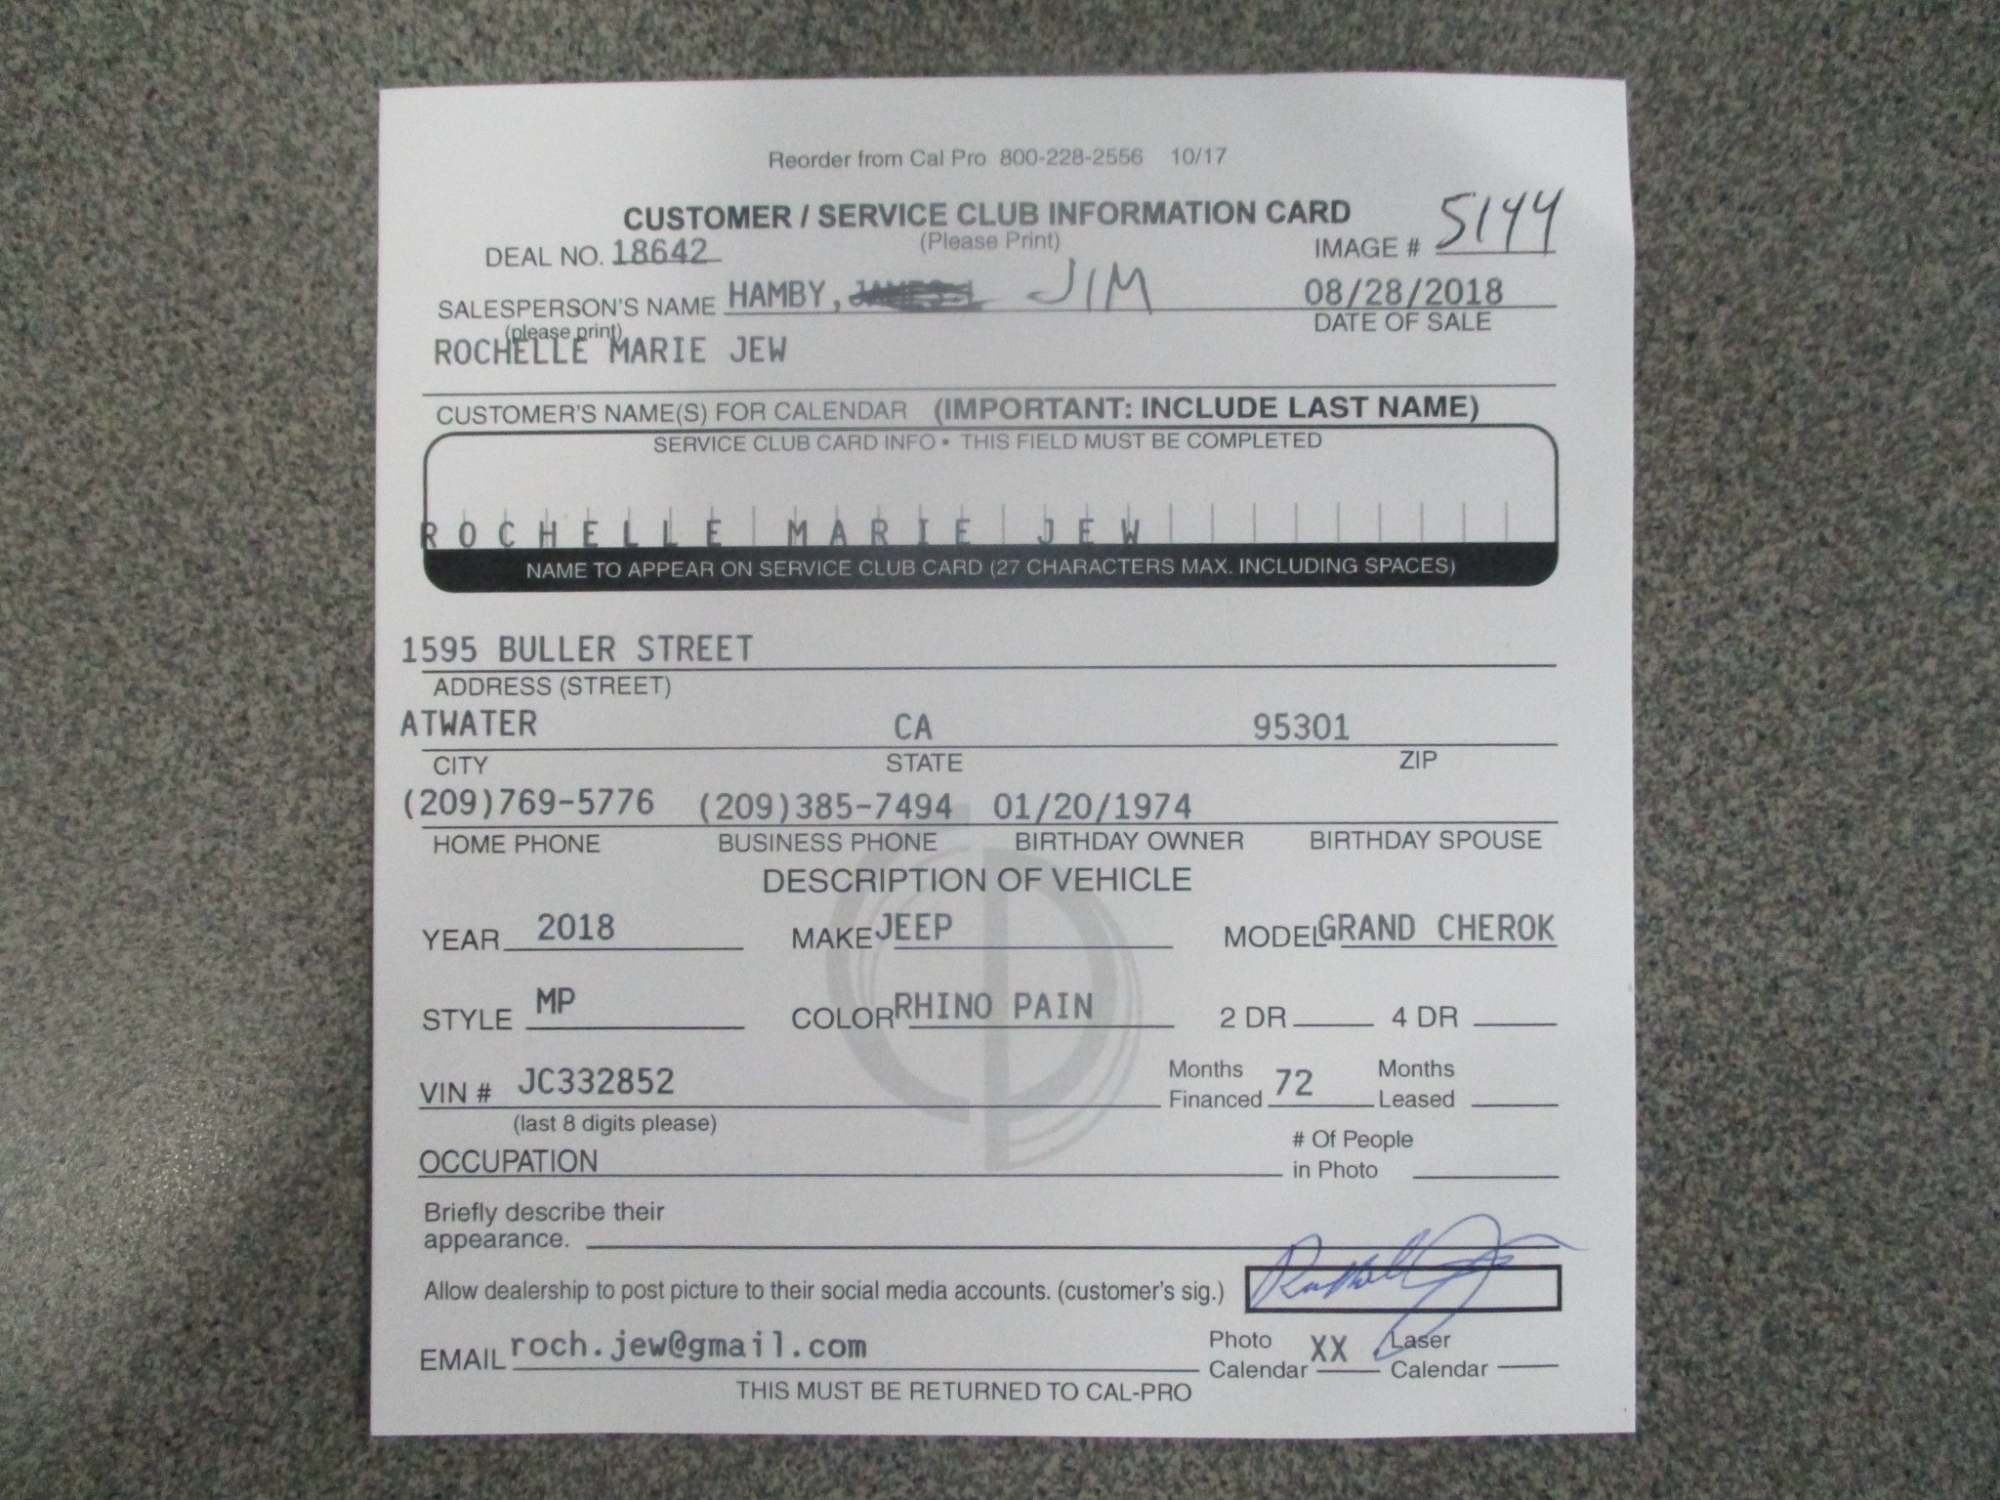 Reorder from Cal Pro 800-228-2556 10/17
CUSTOMER / SERVICE CLUB INFORMATION CARD
(Please Print)
DEAL NO. 18642 IMAGE # 5144
SALESPERSON'S NAME HAMBY, JIM 08/28/2018
(please print) DATE OF SALE
ROCHELLE MARIE JEW
CUSTOMER'S NAME(S) FOR CALENDAR (IMPORTANT: INCLUDE LAST NAME)
SERVICE CLUB CARD INFO • THIS FIELD MUST BE COMPLETED
ROCHELLE MARIE JEW
NAME TO APPEAR ON SERVICE CLUB CARD (27 CHARACTERS MAX. INCLUDING SPACES)
1595 BULLER STREET
ADDRESS (STREET)
ATWATER CA 95301
CITY STATE ZIP
(209)769-5776 (209)385-7494 01/20/1974
HOME PHONE BUSINESS PHONE BIRTHDAY OWNER BIRTHDAY SPOUSE
DESCRIPTION OF VEHICLE
YEAR 2018 MAKE JEEP MODEL GRAND CHEROK
STYLE MP COLOR RHINO PAIN 2 DR 4 DR
VIN # JC332852 Months Financed 72 Months Leased
(last 8 digits please)
OCCUPATION # Of People in Photo
Briefly describe their
appearance.
Allow dealership to post picture to their social media accounts. (customer's sig.)
EMAIL roch.jew@gmail.com Photo Calendar XX Laser Calendar
THIS MUST BE RETURNED TO CAL-PRO